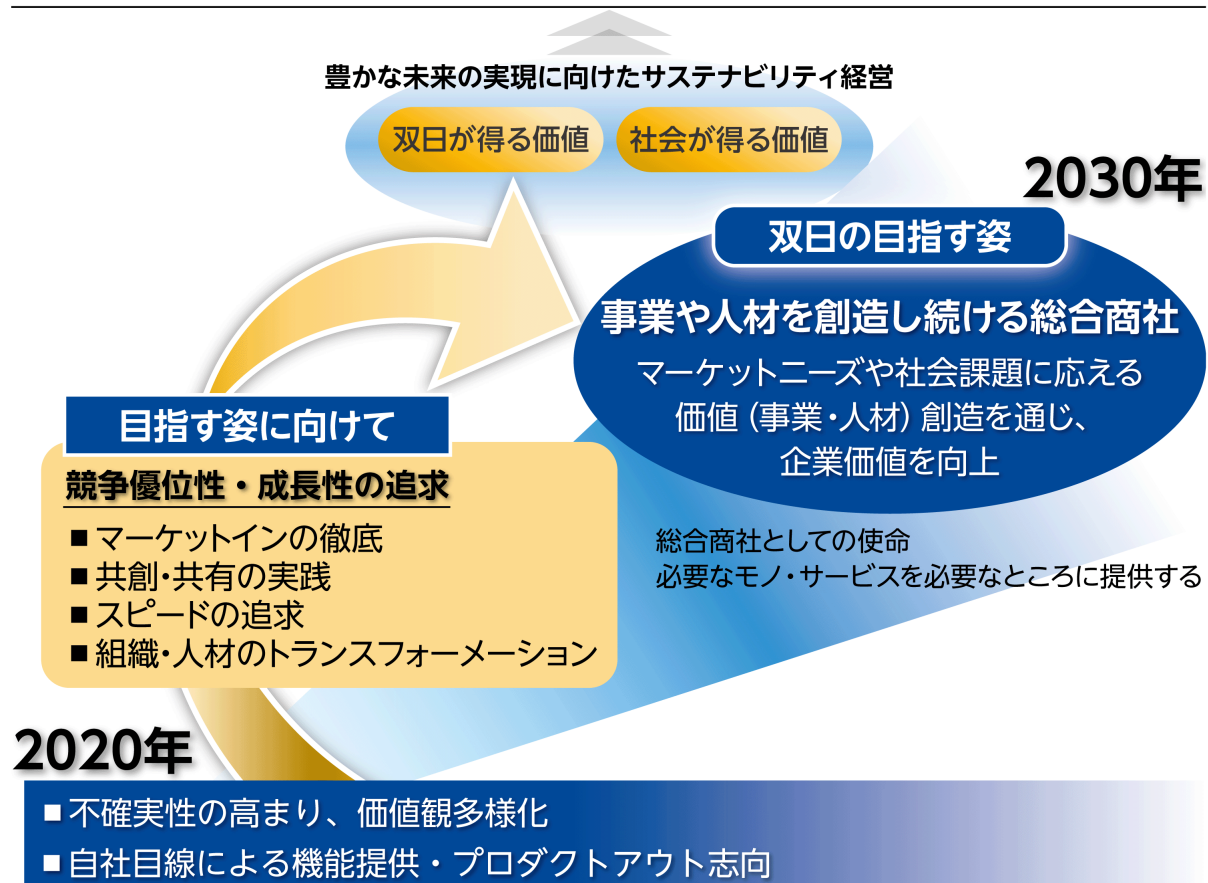 豊かな未来の実現に向けたサステナビリティ経営
双日が得る価値
社会が得る価値
2030年
双日の目指す姿
事業や人材を創造し続ける総合商社
マーケットニーズや社会課題に応える
価値（事業・人材）創造を通じ、
企業価値を向上
目指す姿に向けて
競争優位性・成長性の追求
■マーケットインの徹底
■共創・共有の実践
■スピードの追求
■組織・人材のトランスフォーメーション
総合商社としての使命
必要なモノ・サービスを必要なところに提供する
2020年
■不確実性の高まり、価値観多様化
■自社目線による機能提供・プロダクトアウト志向